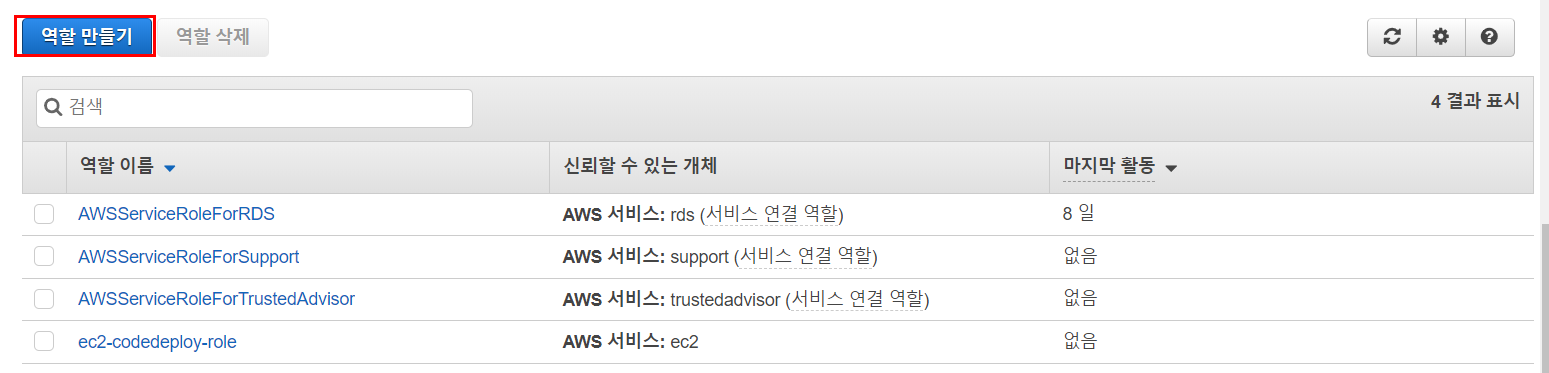 역할 만들기 역할 삭제
검색 4 결과 표시
역할 이름 신뢰할 수 있는 개체 마지막 활동
AWSServiceRoleForRDS AWS 서비스: rds (서비스 연결 역할) 8 일
AWSServiceRoleForSupport AWS 서비스: support (서비스 연결 역할) 없음
AWSServiceRoleForTrustedAdvisor AWS 서비스: trustedadvisor (서비스 연결 역할) 없음
ec2-codedeploy-role AWS 서비스: ec2 없음